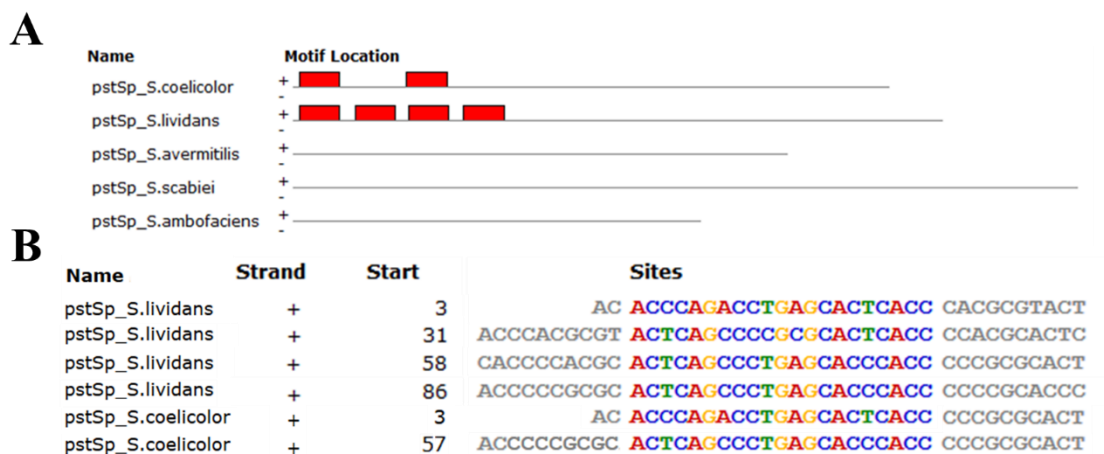 A
Name Motif Location
pstSp_S.coelicolor + -
pstSp_S.lividans + -
pstSp_S.avermitilis + -
pstSp_S.scabiei + -
pstSp_S.ambofaciens + -
B
Name Strand Start Sites
pstSp_S.lividans + 3 AC ACCCAGACCTGAGCACTCACC CACGCGTACT
pstSp_S.lividans + 31 ACCCACGCGT ACTCAGCCCCGCGCACTCACC CCACGCACTC
pstSp_S.lividans + 58 CACCCCACGC ACTCAGCCCTGAGCACCCACC CCCGCGCACT
pstSp_S.lividans + 86 ACCCCCGCGC ACTCAGCCCTGAGCACCCACC CCCCGCACCC
pstSp_S.coelicolor + 3 AC ACCCAGACCTGAGCACTCACC CCCGCGCACT
pstSp_S.coelicolor + 57 ACCCCCGCGC ACTCAGCCCTGAGCACCCACC CCCGCGCACT